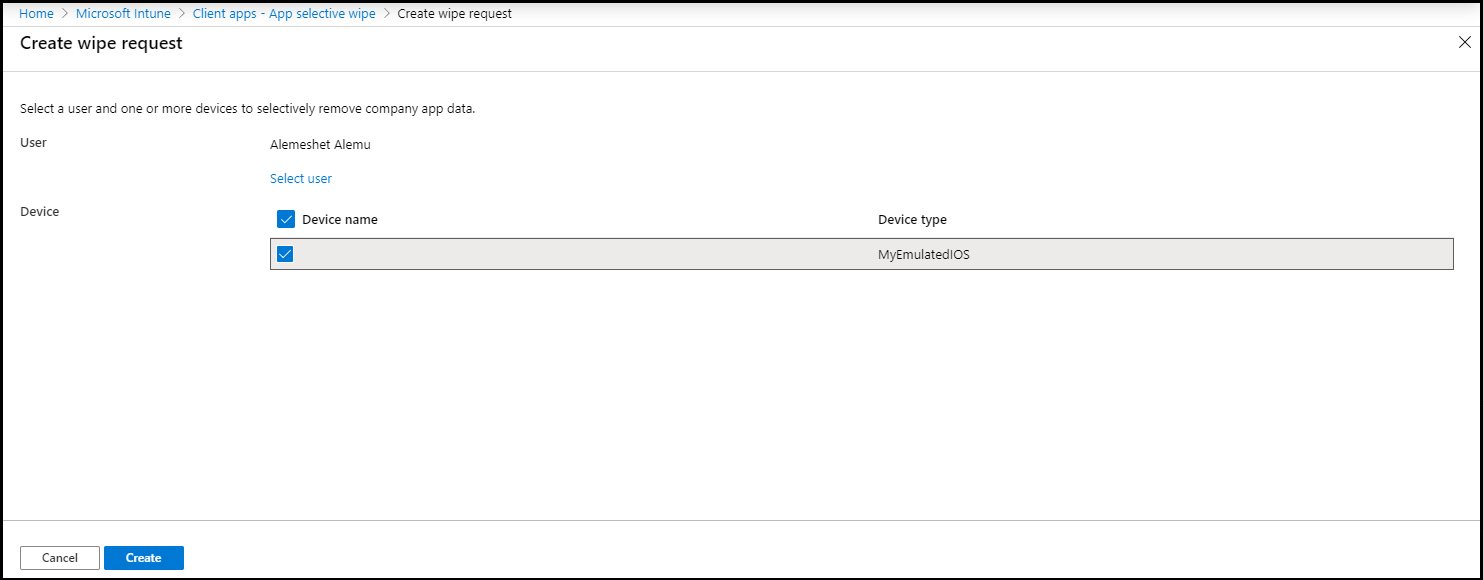 Home > Microsoft Intune > Client apps - App selective wipe > Create wipe request
Create wipe request
Select a user and one or more devices to selectively remove company app data.
User
Alemeshet Alemu
Select user
Device
Device name Device type
MyEmulatedIOS
Cancel Create